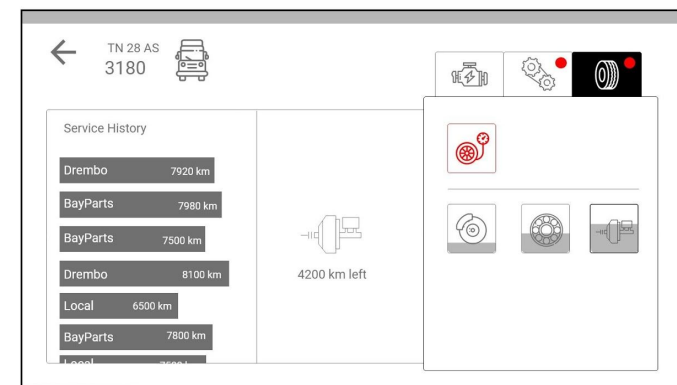 TN 28 AS
3180
Service History
Drembo 7920 km
BayParts 7980 km
BayParts 7500 km
Drembo 8100 km
Local 6500 km
BayParts 7800 km
4200 km left